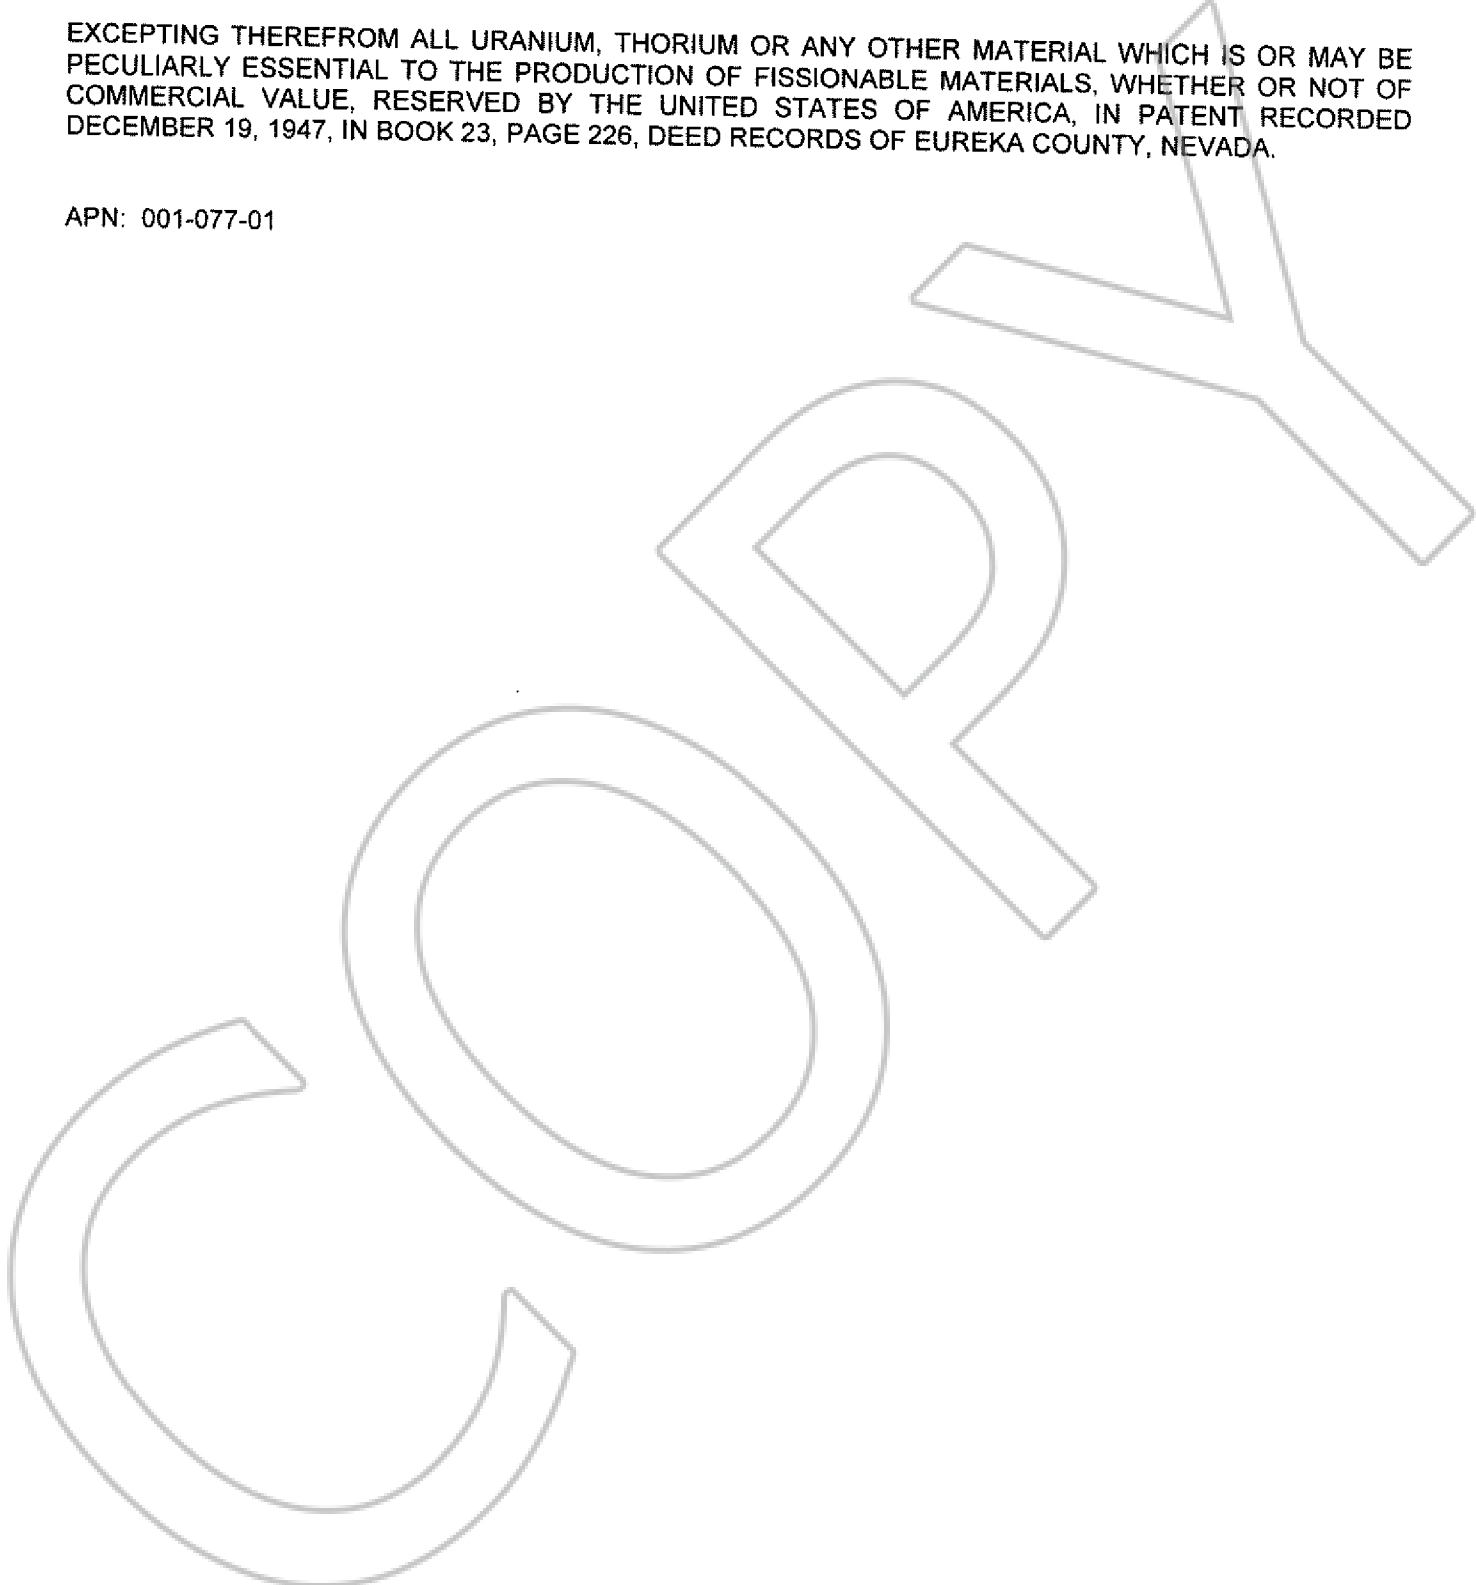 EXCEPTING THEREFROM ALL URANIUM, THORIUM OR ANY OTHER MATERIAL WHICH IS OR MAY BE
PECULIARLY ESSENTIAL TO THE PRODUCTION OF FISSIONABLE MATERIALS, WHETHER OR NOT OF
COMMERCIAL VALUE, RESERVED BY THE UNITED STATES OF AMERICA, IN PATENT RECORDED
DECEMBER 19, 1947, IN BOOK 23, PAGE 226, DEED RECORDS OF EUREKA COUNTY, NEVADA.
APN: 001-077-01
COPY